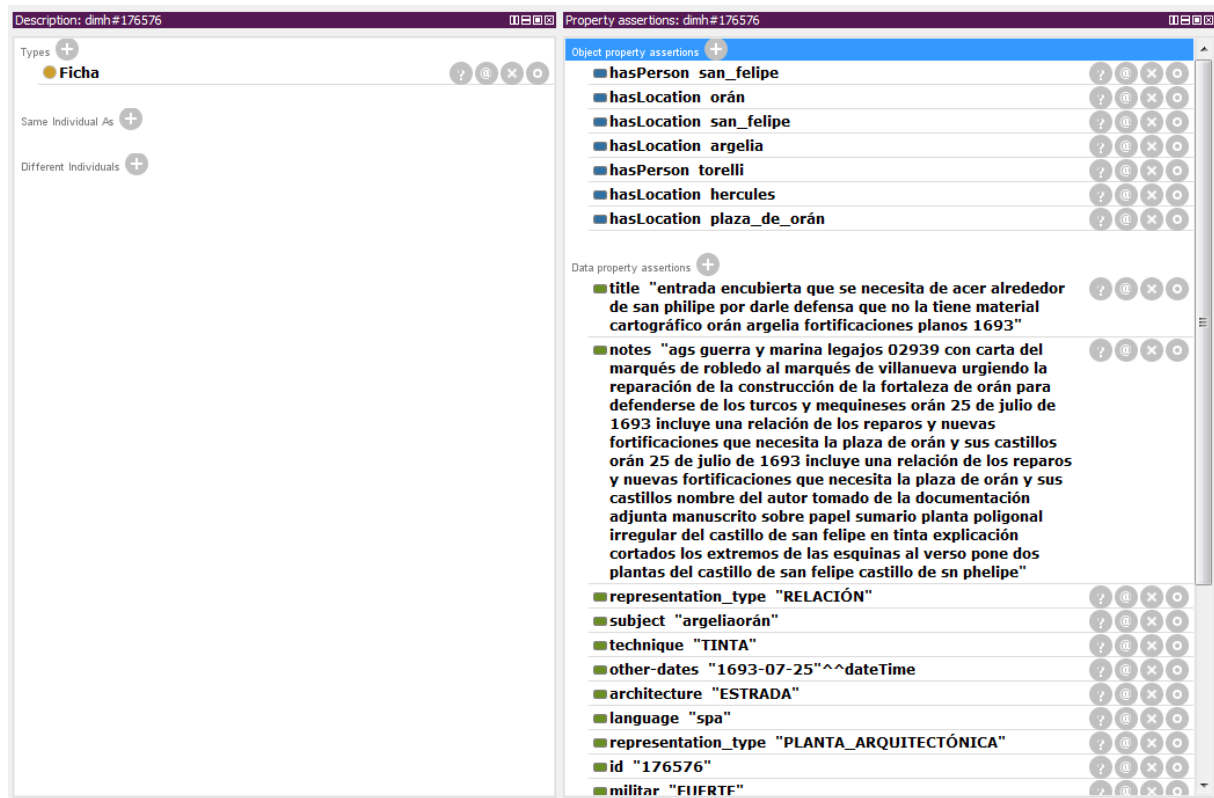 Description: dimh#176576
Types
Ficha
Same Individual As
Different Individuals
Property assertions: dimh#176576
Object property assertions
hasPerson san_felipe
hasLocation orán
hasLocation san_felipe
hasLocation argelia
hasPerson torelli
hasLocation hercules
hasLocation plaza_de_orán
Data property assertions
title "entrada encubierta que se necesita de acer alrededor
de san philipe por darle defensa que no la tiene material
cartográfico orán argelia fortificaciones planos 1693"
notes "ags guerra y marina legajos 02939 con carta del
marqués de robledo al marqués de villanueva urgiendo la
reparación de la construcción de la fortaleza de orán para
defenderse de los turcos y mequineses orán 25 de julio de
1693 incluye una relación de los reparos y nuevas
fortificaciones que necesita la plaza de orán y sus castillos
orán 25 de julio de 1693 incluye una relación de los reparos
y nuevas fortificaciones que necesita la plaza de orán y sus
castillos nombre del autor tomado de la documentación
adjunta manuscrito sobre papel sumario planta poligonal
irregular del castillo de san felipe en tinta explicación
cortados los extremos de las esquinas al verso pone dos
plantas del castillo de san felipe castillo de sn phelipe"
representation_type "RELACIÓN"
subject "argeliaorán"
technique "TINTA"
other-dates "1693-07-25"^^dateTime
architecture "ESTRADA"
language "spa"
representation_type "PLANTA_ARQUITECTÓNICA"
id "176576"
militar "FUERTE"